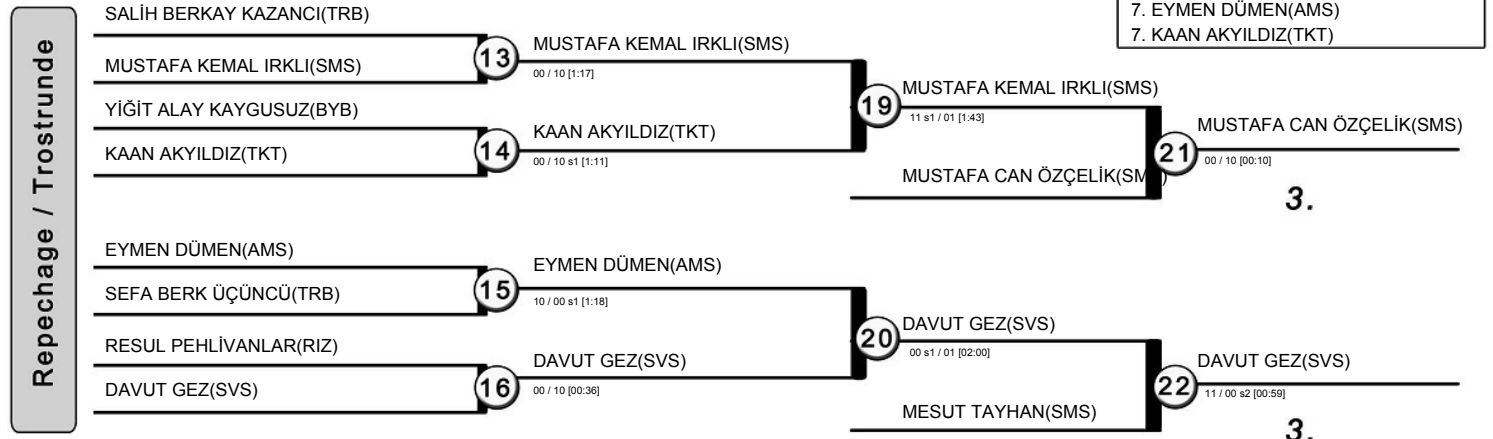 Repechage / Trostrunde
7. EYMEN DÜMEN(AMS)
7. KAAN AKYILDIZ(TKT)
SALİH BERKAY KAZANCI(TRB)
MUSTAFA KEMAL IRKLI(SMS)
13
MUSTAFA KEMAL IRKLI(SMS)
00 / 10 [1:17]
YİĞİT ALAY KAYGUSUZ(BYB)
KAAN AKYILDIZ(TKT)
14
KAAN AKYILDIZ(TKT)
00 / 10 s1 [1:11]
19
MUSTAFA KEMAL IRKLI(SMS)
11 s1 / 01 [1:43]
MUSTAFA CAN ÖZÇELİK(SM)
21
MUSTAFA CAN ÖZÇELİK(SMS)
00 / 10 [00:10]
3.
EYMEN DÜMEN(AMS)
SEFA BERK ÜÇÜNCÜ(TRB)
15
EYMEN DÜMEN(AMS)
10 / 00 s1 [1:18]
RESUL PEHLİVANLAR(RIZ)
DAVUT GEZ(SVS)
16
DAVUT GEZ(SVS)
00 / 10 [00:36]
20
DAVUT GEZ(SVS)
00 s1 / 01 [02:00]
MESUT TAYHAN(SMS)
22
DAVUT GEZ(SVS)
11 / 00 s2 [00:59]
3.